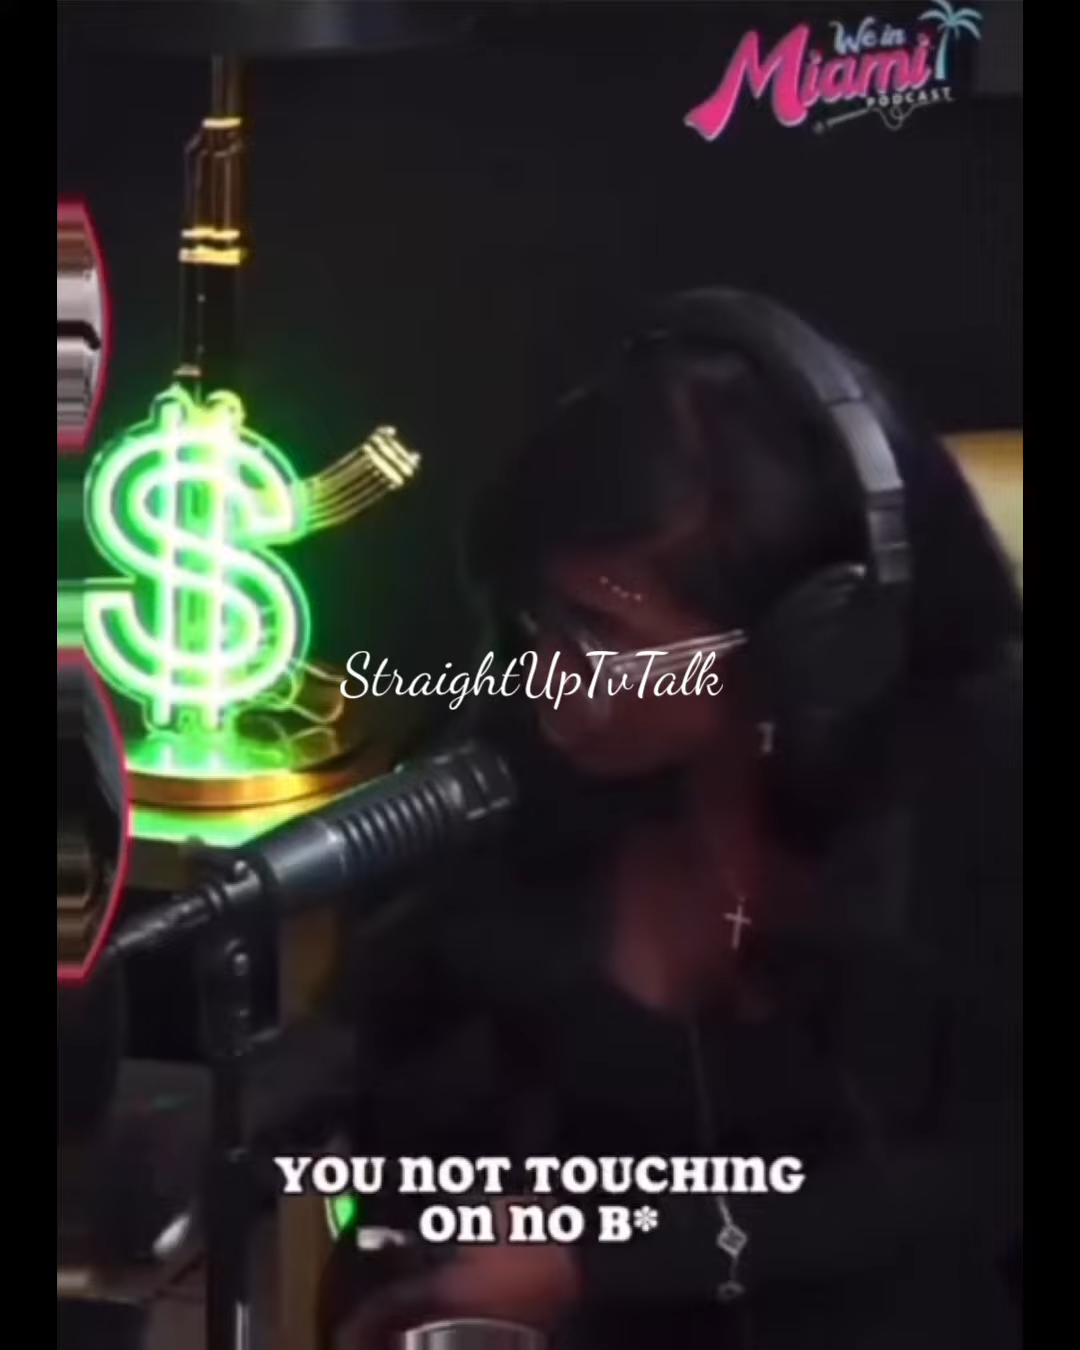 We in
Miami
PODCAST
$
StraightUpTvTalk
YOU NOT TOUCHING
ON NO B*